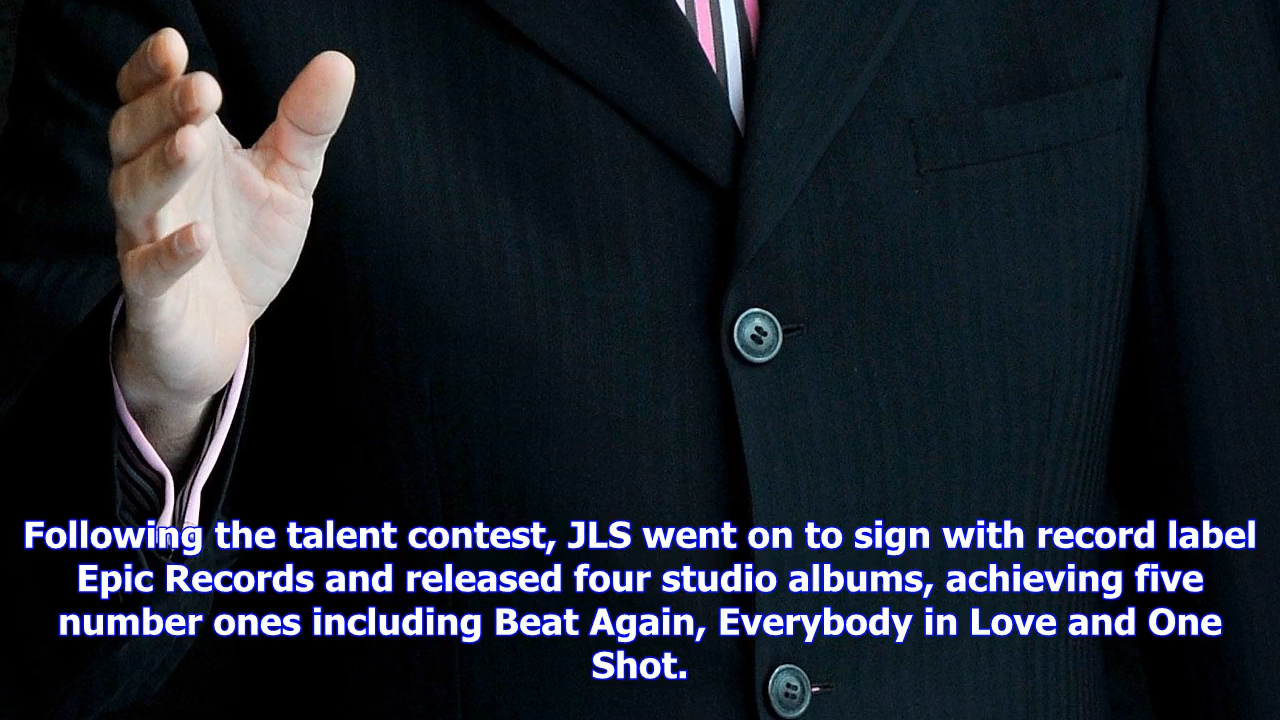 Following the talent contest, JLS went on to sign with record label
Epic Records and released four studio albums, achieving five
number ones including Beat Again, Everybody in Love and One
Shot.